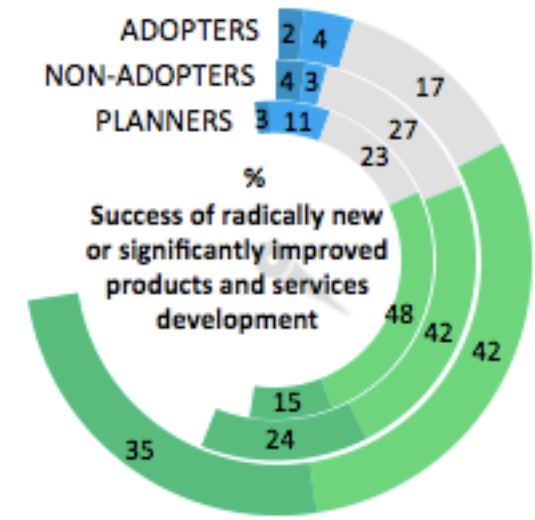 ADOPTERS 2 4 17
NON-ADOPTERS 4 3 27
PLANNERS 3 11 23
%
Success of radically new
or significantly improved
products and services
development
48 42 42
15
24
35